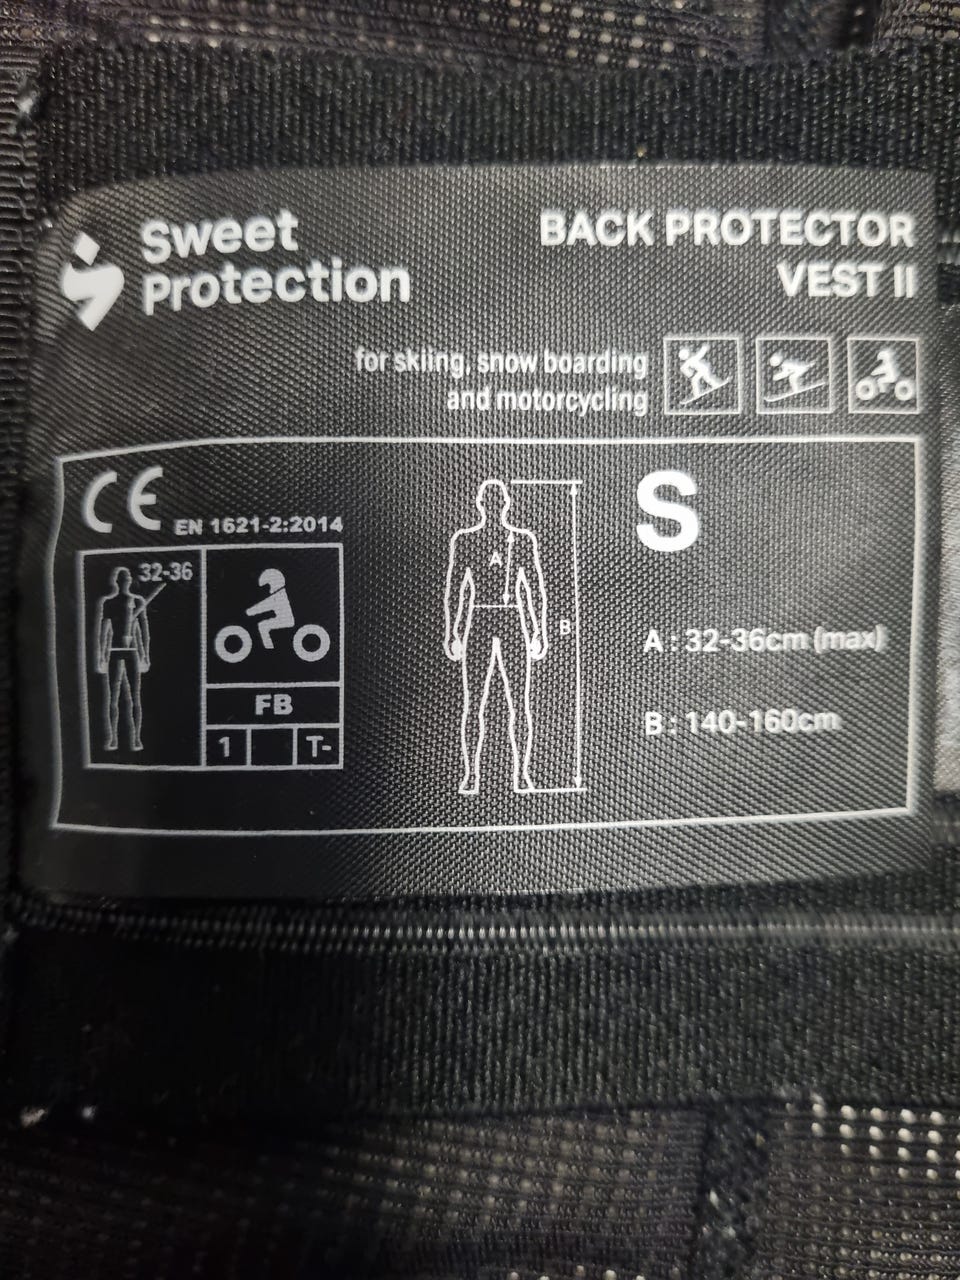 Sweet
Protection
BACK PROTECTOR
VEST II
for skiing, snow boarding
and motorcycling
CE EN 1621-2:2014
32-36
FB
1 T-
A
B
S
A : 32-36cm (max)
B : 140-160cm